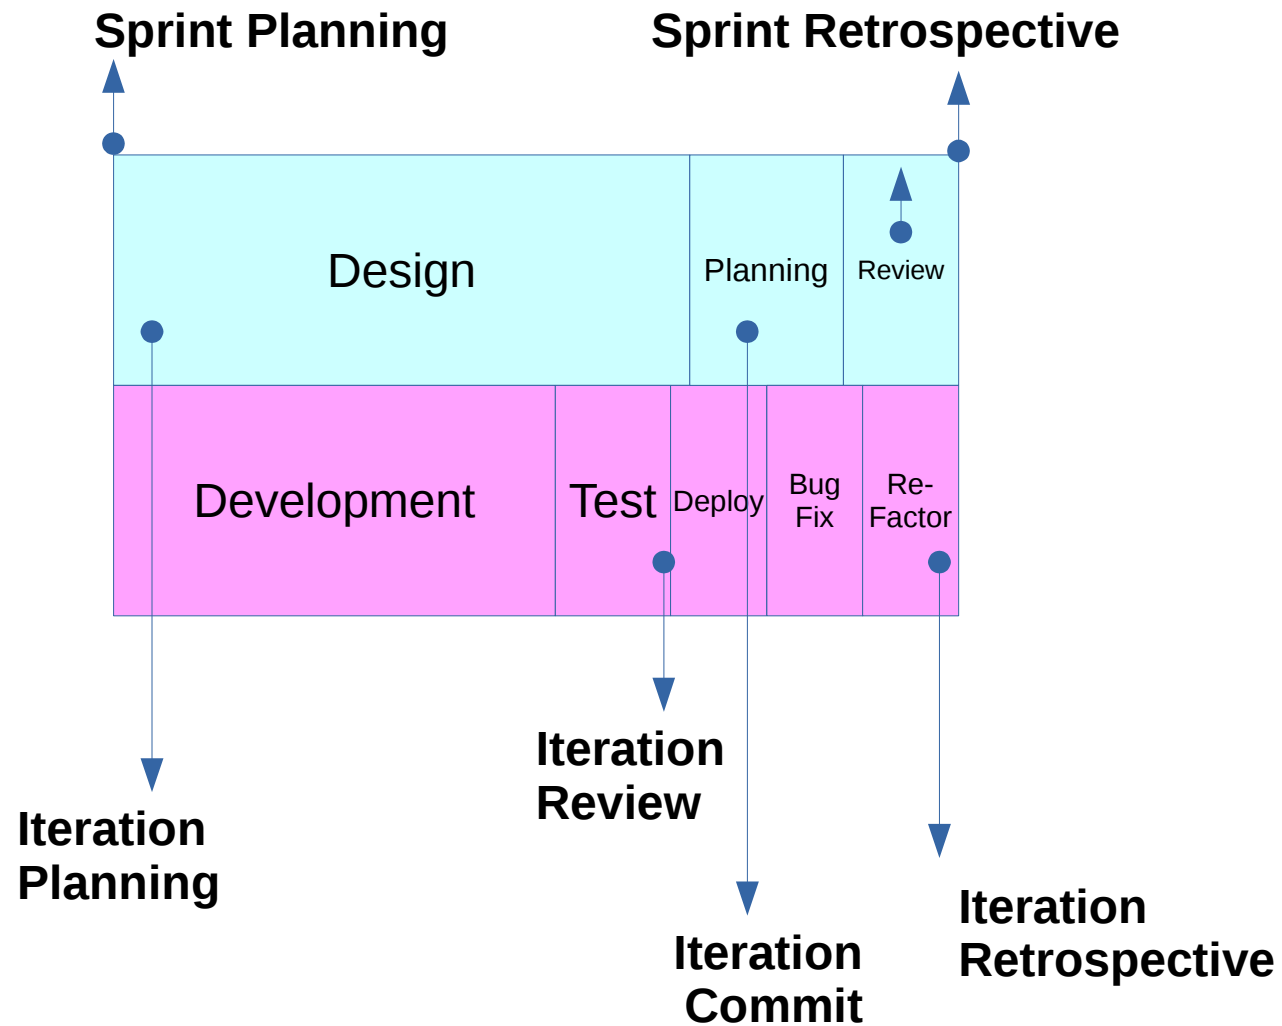 Sprint Planning
Sprint Retrospective
Design
Planning
Review
Development
Test
Deploy
Bug
Fix
Re-
Factor
Iteration
Planning
Iteration
Review
Iteration
Commit
Iteration
Retrospective